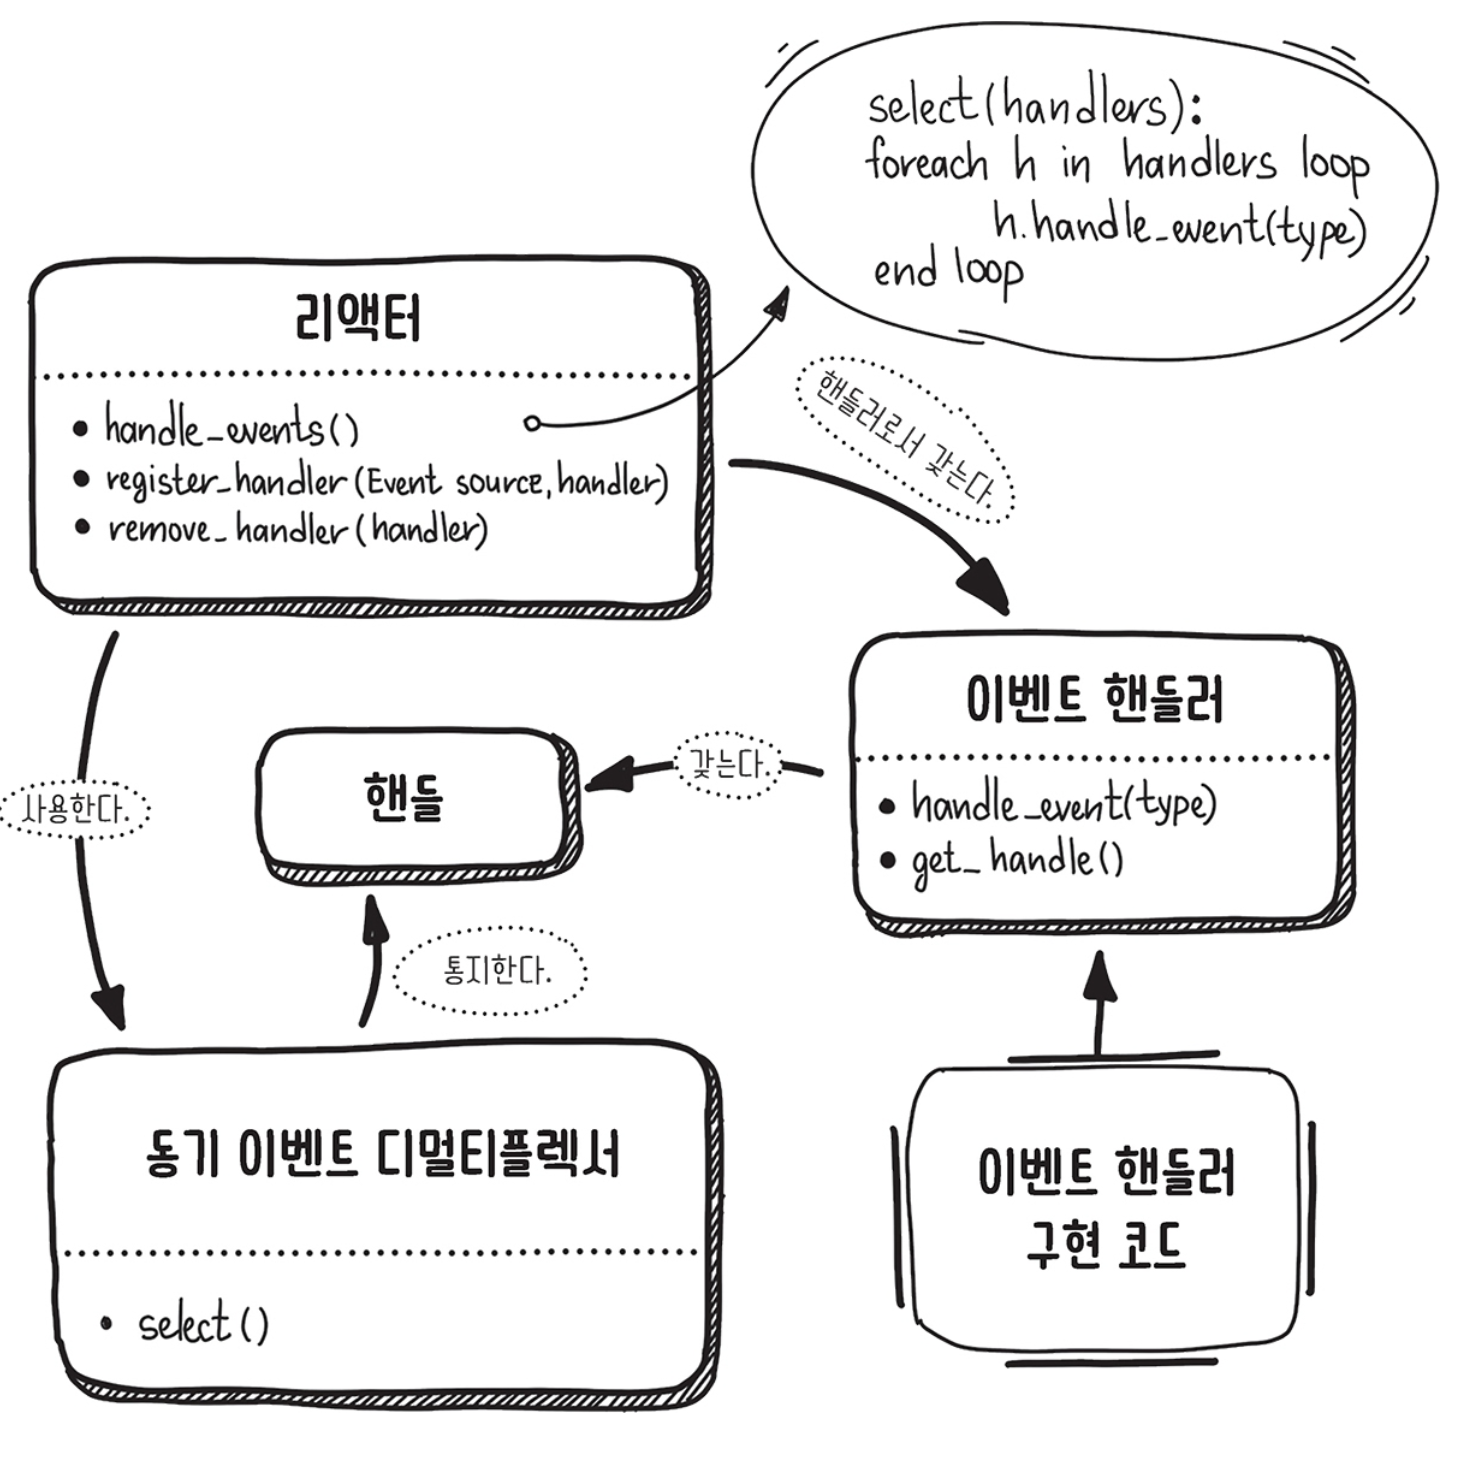 select(handlers):
foreach h in handlers loop
h.handle_event(type)
end loop
리액터
• handle_events()
• register_handler(Event source, handler)
• remove_handler(handler)
핸들러로서 갖는다.
이벤트 핸들러
• handle_event(type)
• get_handle()
핸들
갖는다.
사용한다.
통지한다.
동기 이벤트 디멀티플렉서
• select()
이벤트 핸들러
구현 코드